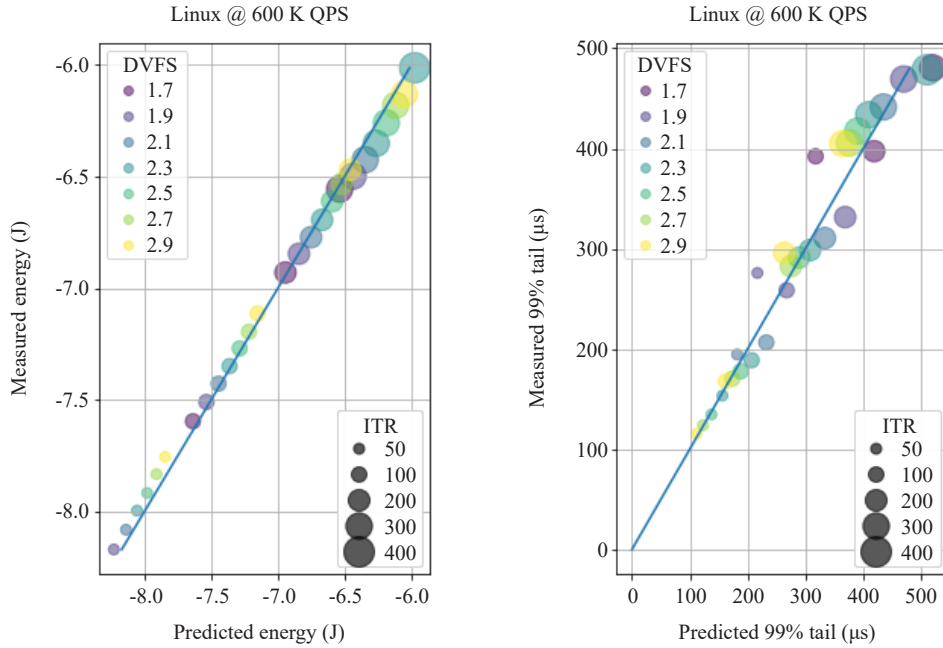 Linux @ 600 K QPS
-6.0
-6.5
-7.0
-7.5
-8.0
Measured energy (J)
DVFS
1.7
1.9
2.1
2.3
2.5
2.7
2.9
ITR
50
100
200
300
400
-8.0 -7.5 -7.0 -6.5 -6.0
Predicted energy (J)
Linux @ 600 K QPS
500
400
300
200
100
0
Measured 99% tail (μs)
DVFS
1.7
1.9
2.1
2.3
2.5
2.7
2.9
ITR
50
100
200
300
400
0 100 200 300 400 500
Predicted 99% tail (μs)